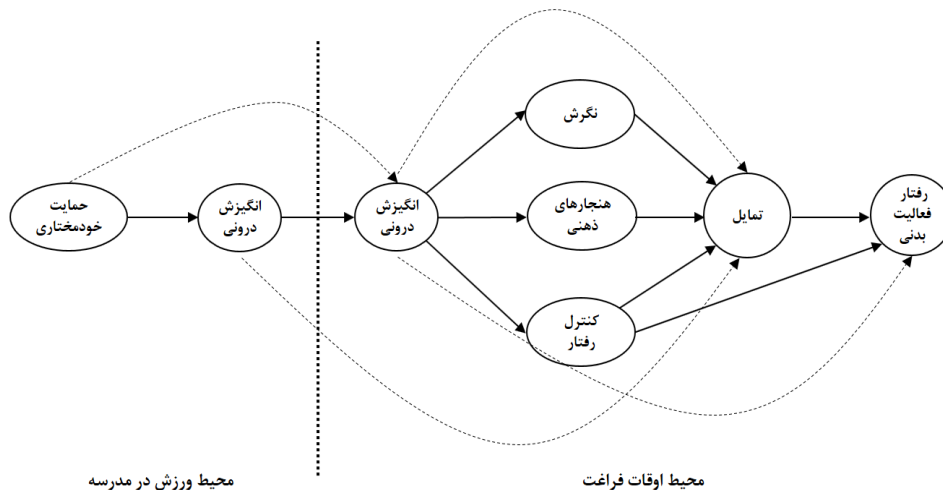 حمایت
خودمختاری
انگیزش
درونی
انگیزش
درونی
نگرش
هنجارهای
ذهنی
کنترل
رفتار
تمایل
رفتار
فعالیت
بدنی
محیط ورزش در مدرسه
محیط اوقات فراغت